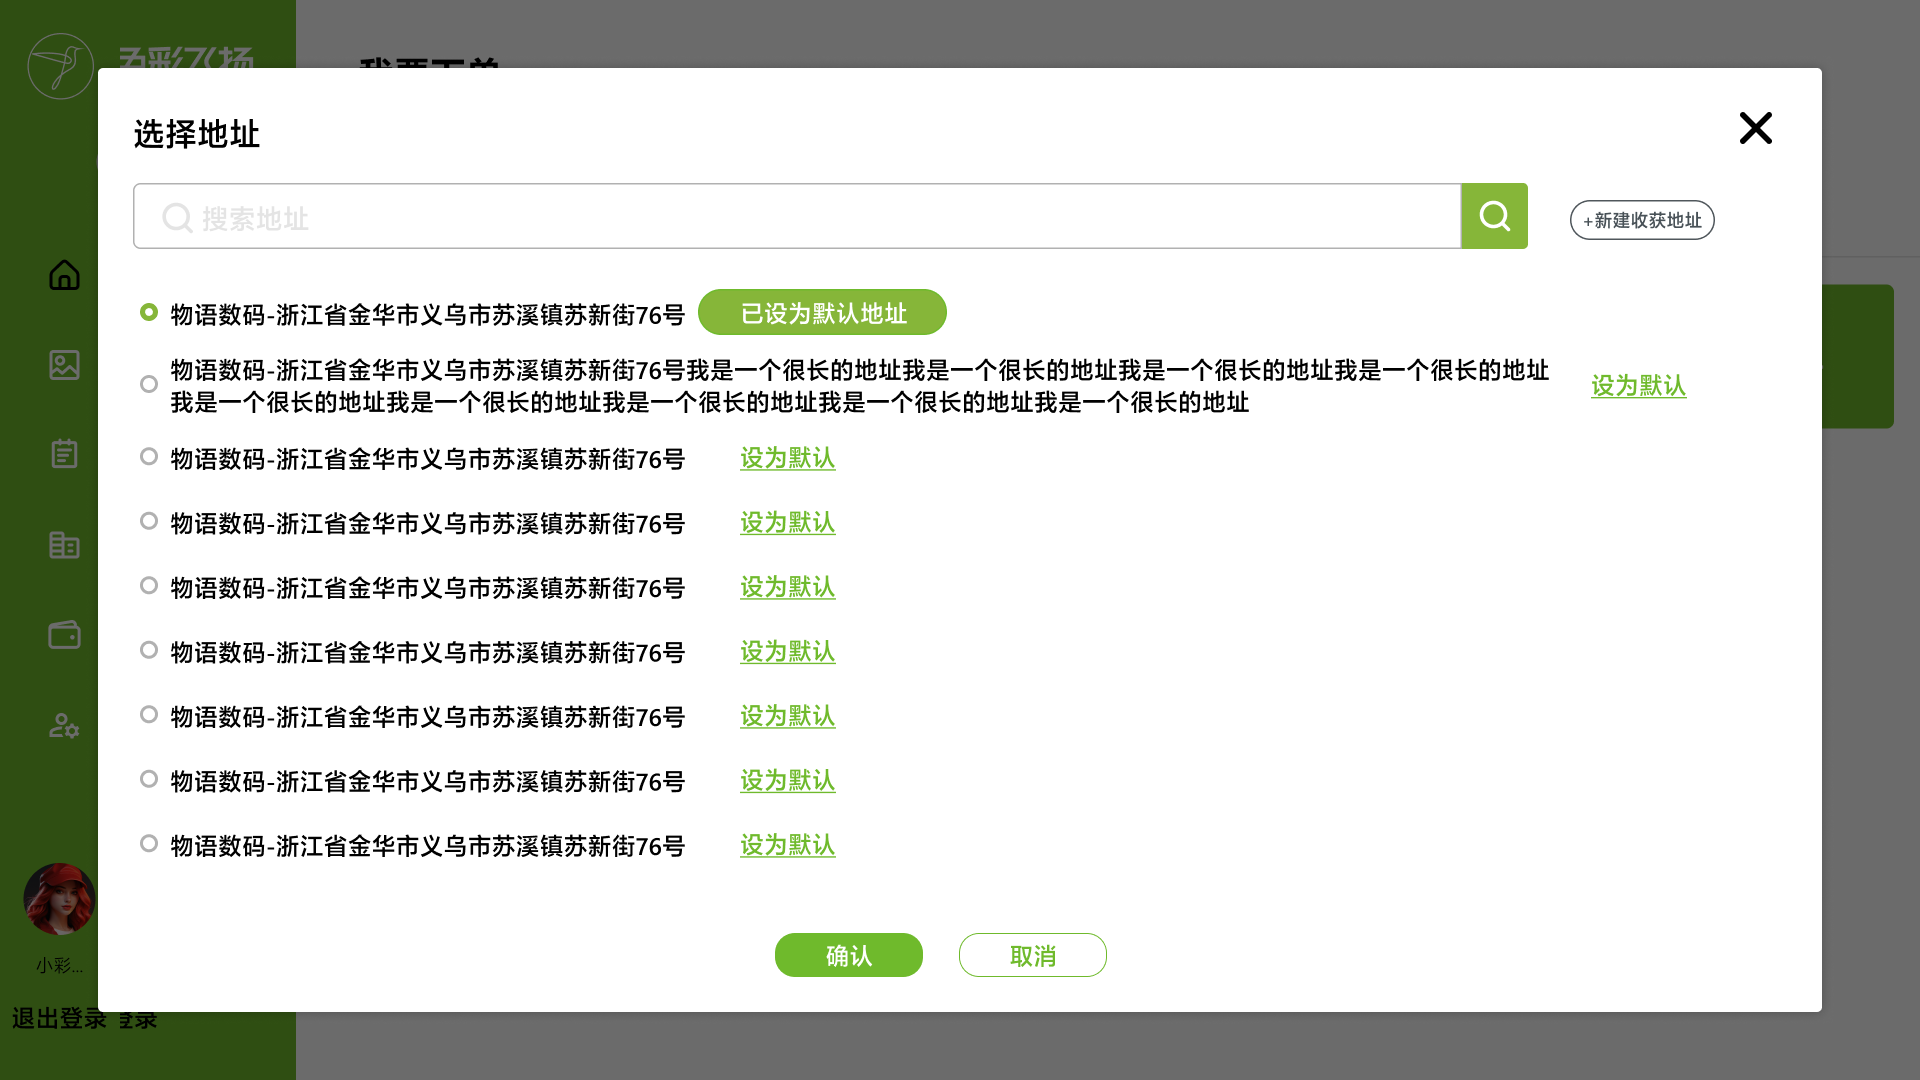 五彩飞扬
我要下单
选择地址
搜索地址
+新建收获地址
物语数码-浙江省金华市义乌市苏溪镇苏新街76号 已设为默认地址
物语数码-浙江省金华市义乌市苏溪镇苏新街76号我是一个很长的地址我是一个很长的地址我是一个很长的地址我是一个很长的地址
我是一个很长的地址我是一个很长的地址我是一个很长的地址我是一个很长的地址我是一个很长的地址
设为默认
物语数码-浙江省金华市义乌市苏溪镇苏新街76号 设为默认
物语数码-浙江省金华市义乌市苏溪镇苏新街76号 设为默认
物语数码-浙江省金华市义乌市苏溪镇苏新街76号 设为默认
物语数码-浙江省金华市义乌市苏溪镇苏新街76号 设为默认
物语数码-浙江省金华市义乌市苏溪镇苏新街76号 设为默认
物语数码-浙江省金华市义乌市苏溪镇苏新街76号 设为默认
物语数码-浙江省金华市义乌市苏溪镇苏新街76号 设为默认
确认 取消
小彩...
退出登录 登录